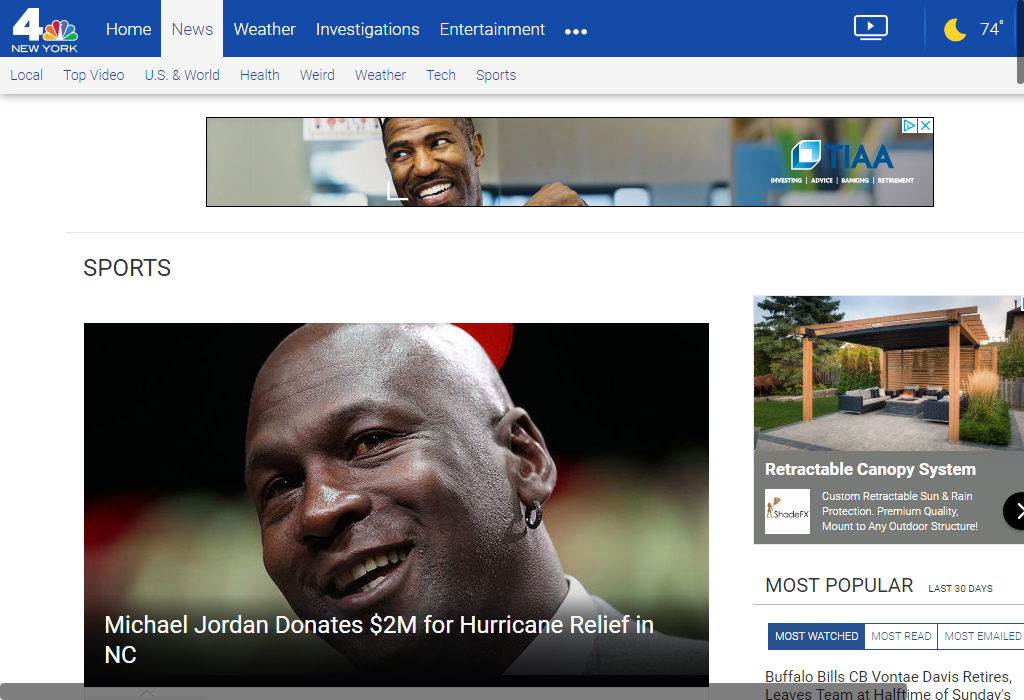 4
NEW YORK
Home
News
Weather
Investigations
Entertainment
74°
Local
Top Video
U.S. & World
Health
Weird
Weather
Tech
Sports
TIAA
INVESTING | ADVICE | BANKING | RETIREMENT
SPORTS
Michael Jordan Donates $2M for Hurricane Relief in
NC
Retractable Canopy System
ShadeFX
Custom Retractable Sun & Rain
Protection. Premium Quality,
Mount to Any Outdoor Structure!
MOST POPULAR
LAST 30 DAYS
MOST WATCHED
MOST READ
MOST EMAILED
Buffalo Bills CB Vontae Davis Retires,
Leaves Team at Halftime of Sunday's